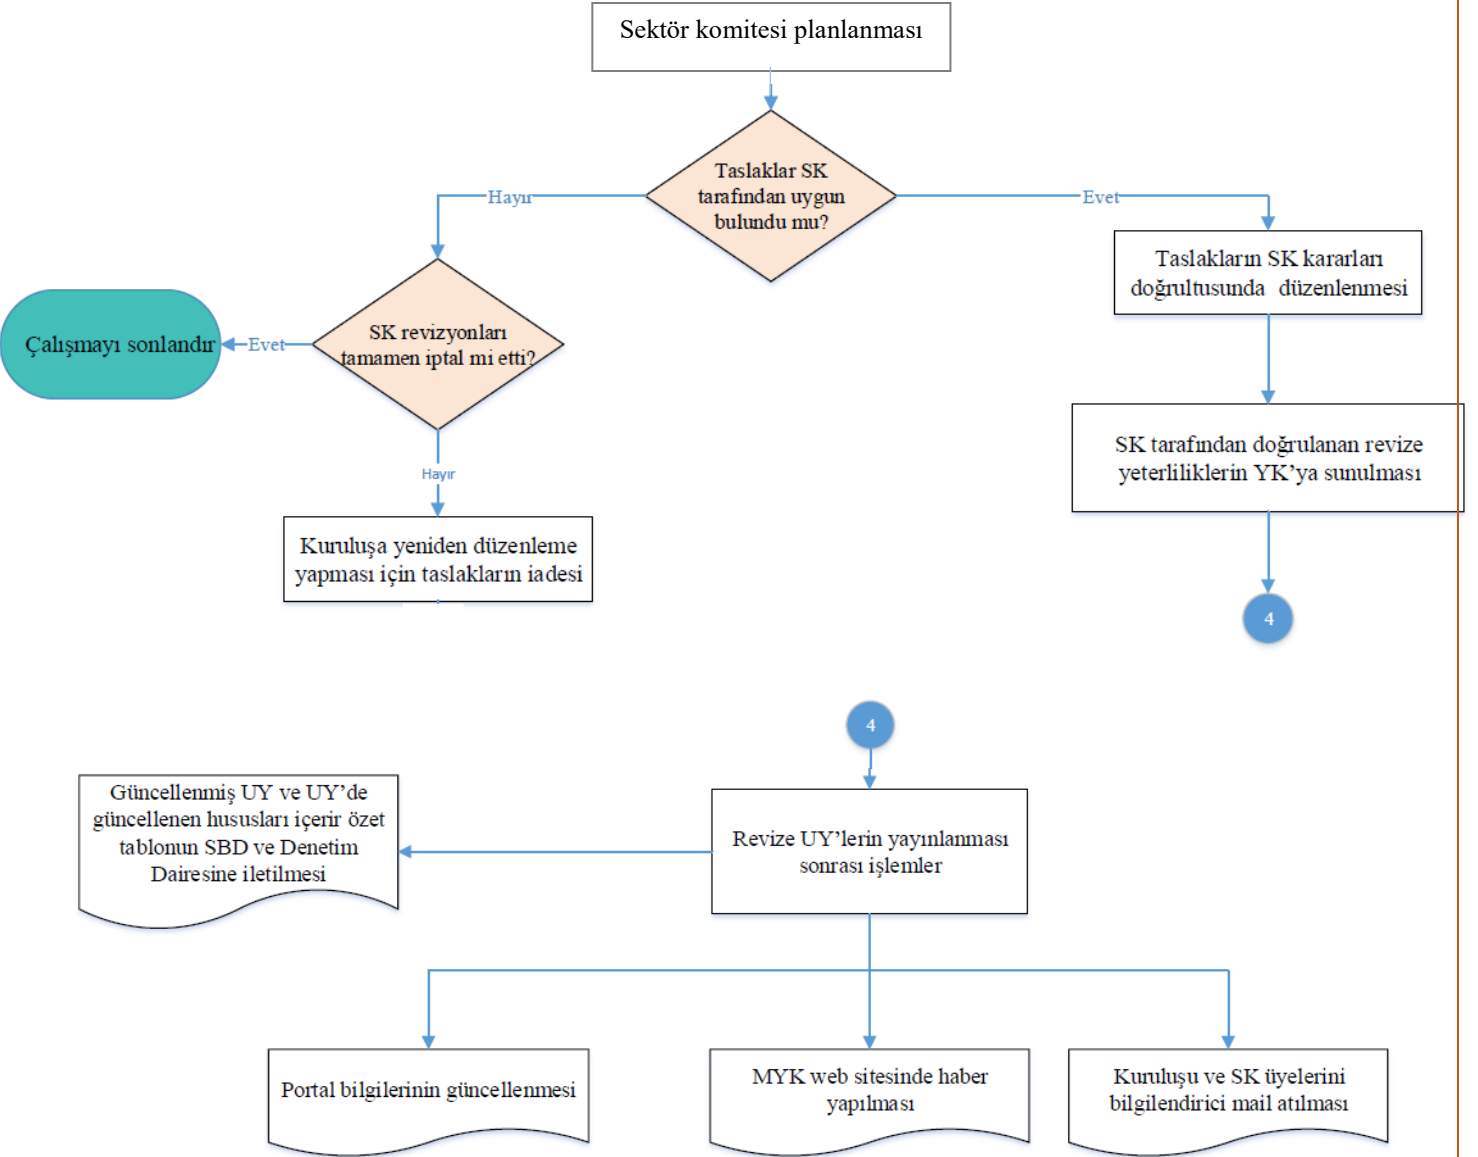 Sektör komitesi planlanması
Taslaklar SK
tarafından uygun
bulundu mu?
Hayır
Evet
Taslakların SK kararları
doğrultusunda düzenlenmesi
SK revizyonları
tamamen iptal mi etti?
Evet
Çalışmayı sonlandır
Hayır
SK tarafından doğrulanan revize
yeterliliklerin YK’ya sunulması
Kuruluşa yeniden düzenleme
yapması için taslakların iadesi
4
4
Güncellenmiş UY ve UY’de
güncellenen hususları içerir özet
tablonun SBD ve Denetim
Dairesine iletilmesi
Revize UY’lerin yayınlanması
sonrası işlemler
Portal bilgilerinin güncellenmesi
MYK web sitesinde haber
yapılması
Kuruluşu ve SK üyelerini
bilgilendirici mail atılması